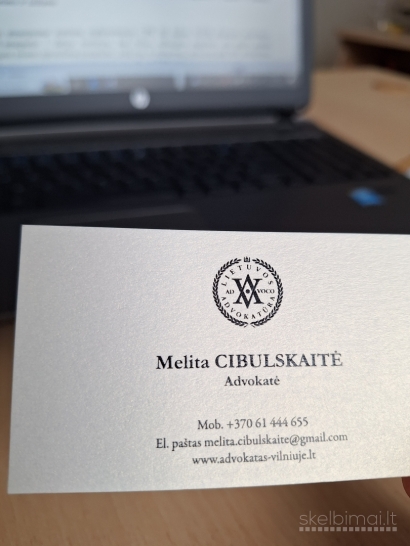 LIETUVOS
AD VOCO
ADVOKATŪRA
Melita CIBULSKAITĖ
Advokatė
Mob. +370 61 444 655
El. paštas melita.cibulskaite@gmail.com
www.advokatas-vilniuje.lt
hp
skelbimai.lt